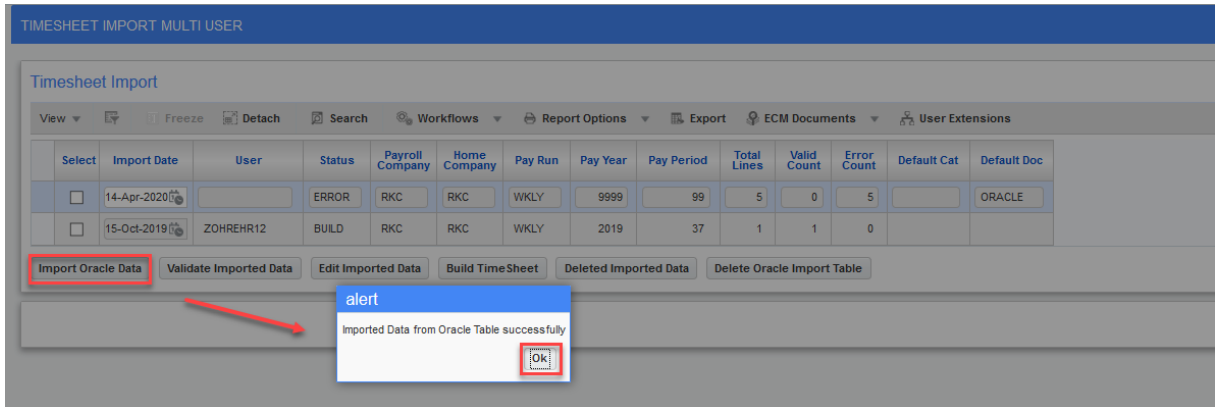 TIMESHEET IMPORT MULTI USER
Timesheet Import
View Freeze Detach Search Workflows Report Options Export ECM Documents User Extensions
Select Import Date User Status Payroll Company Home Company Pay Run Pay Year Pay Period Total Lines Valid Count Error Count Default Cat Default Doc
14-Apr-2020 ERROR RKC RKC WKLY 9999 99 5 0 5 ORACLE
15-Oct-2019 ZOHREHR12 BUILD RKC RKC WKLY 2019 37 1 1 0
Import Oracle Data Validate Imported Data Edit Imported Data Build TimeSheet Deleted Imported Data Delete Oracle Import Table
alert
Imported Data from Oracle Table successfully
Ok